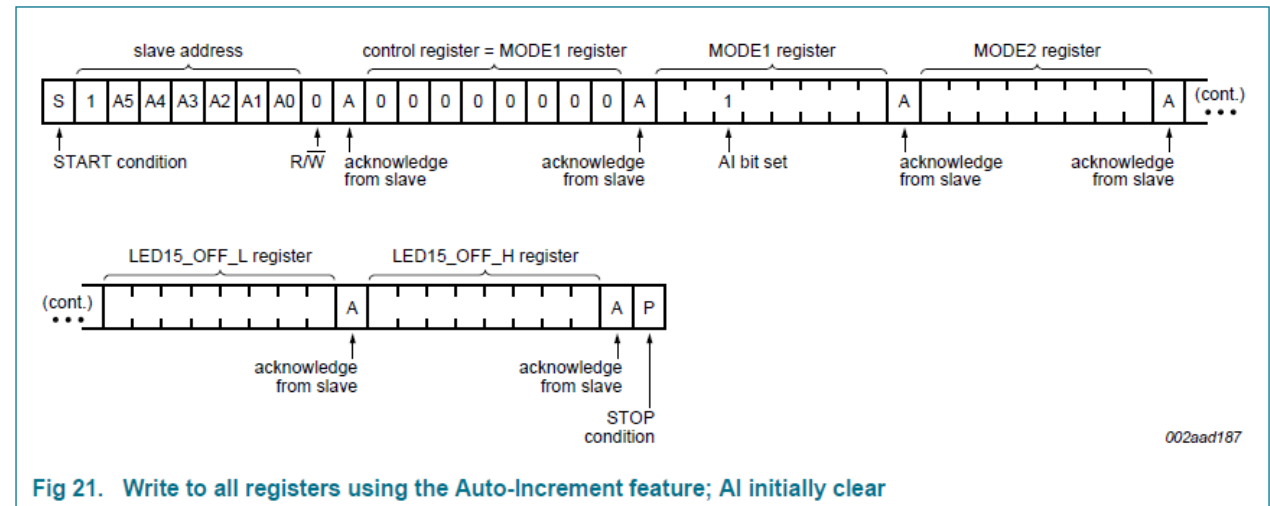 slave address control register = MODE1 register MODE1 register MODE2 register
S 1 A5 A4 A3 A2 A1 A0 0 A 0 0 0 0 0 0 0 0 A 1 A A (cont.)
START condition R/W̅ acknowledge acknowledge AI bit set acknowledge acknowledge
from slave from slave from slave from slave
LED15_OFF_L register LED15_OFF_H register
(cont.) A A P
acknowledge acknowledge
from slave from slave
STOP
condition
002aad187
Fig 21. Write to all registers using the Auto-Increment feature; AI initially clear